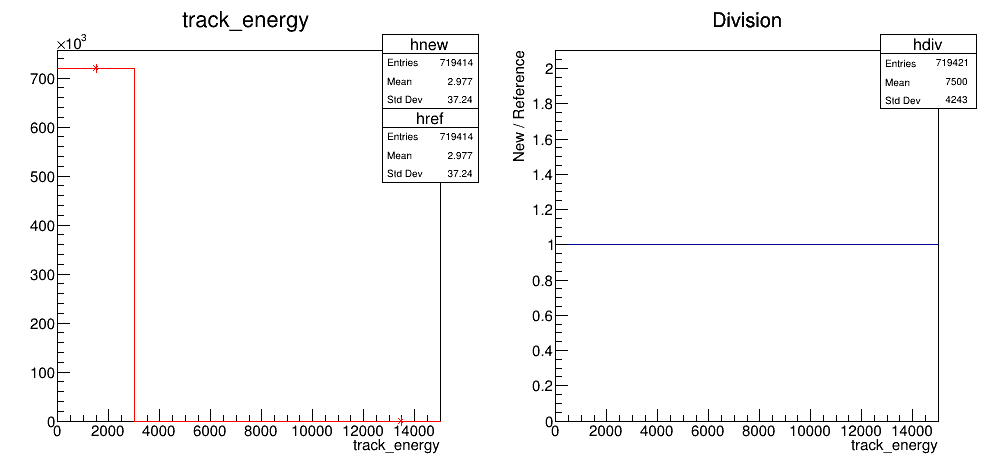 track_energy
×10³
700
600
500
400
300
200
100
0
0 2000 4000 6000 8000 10000 12000 14000
track_energy
hnew
Entries 719414
Mean 2.977
Std Dev 37.24
href
Entries 719414
Mean 2.977
Std Dev 37.24
Division
New / Reference
2
1.8
1.6
1.4
1.2
1
0.8
0.6
0.4
0.2
0
0 2000 4000 6000 8000 10000 12000 14000
track_energy
hdiv
Entries 719421
Mean 7500
Std Dev 4243